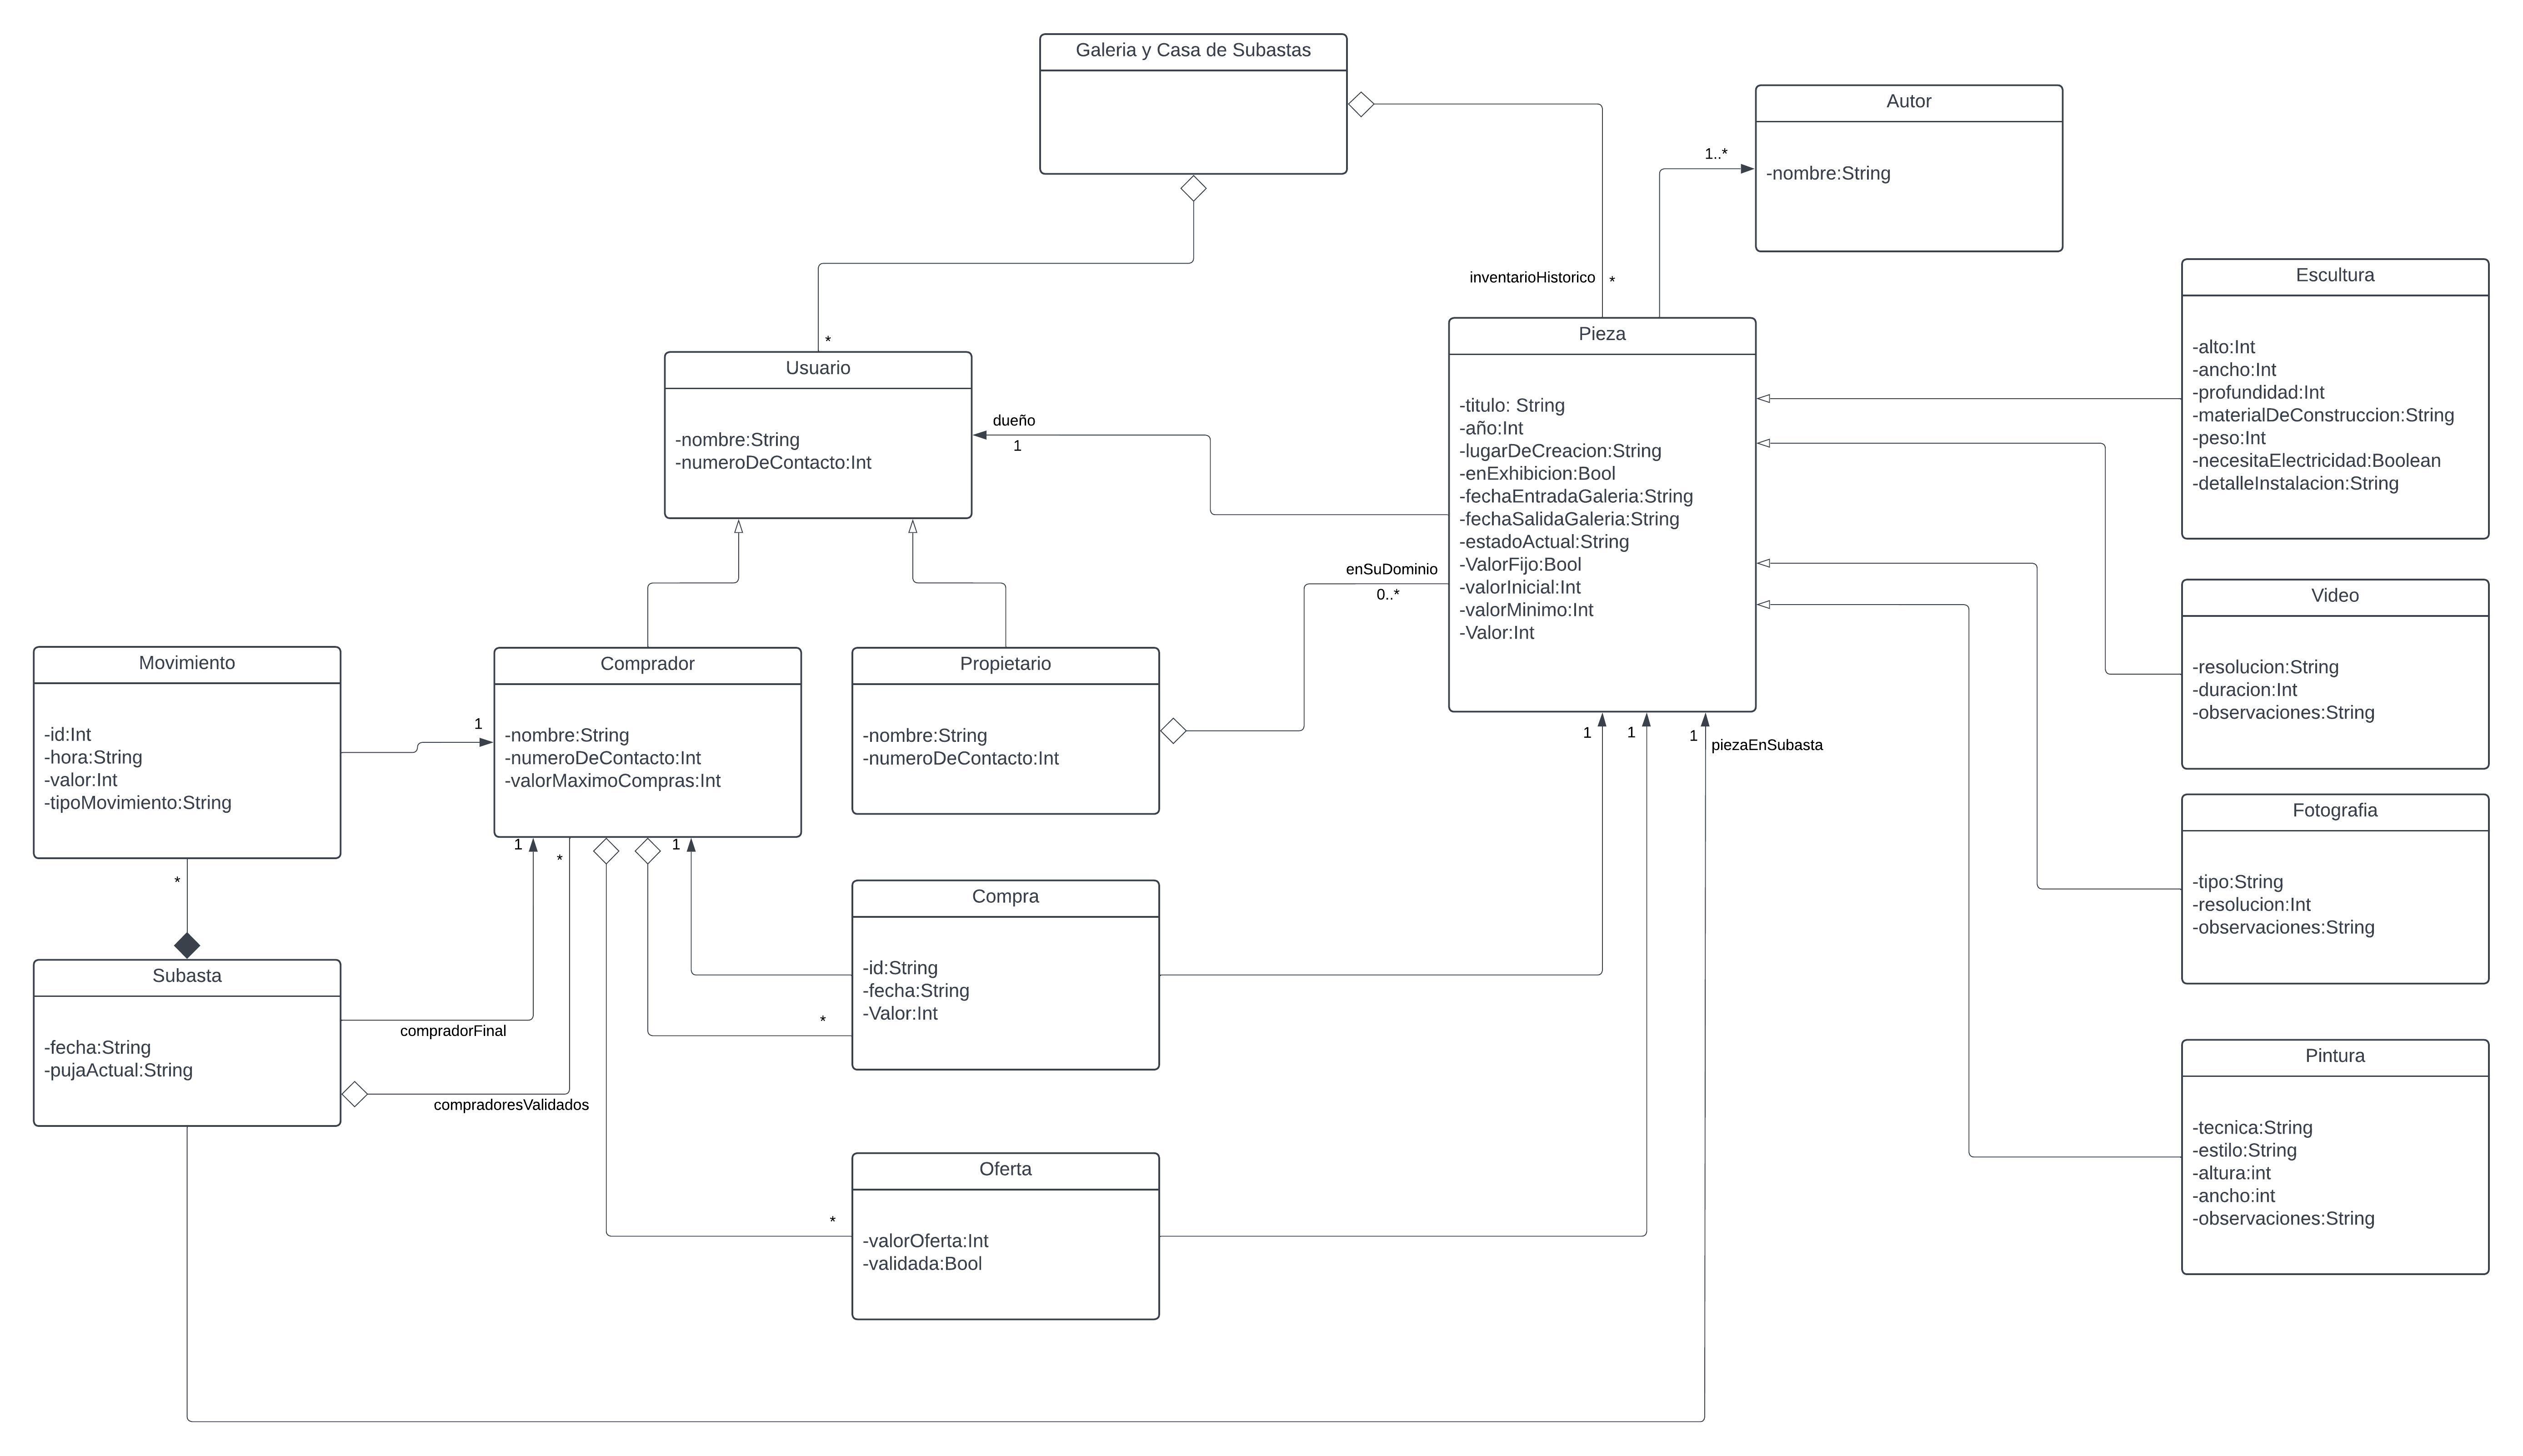 Galeria y Casa de Subastas
Autor
-nombre:String
1..*
inventarioHistorico
*
*
Escultura
-alto:Int
-ancho:Int
-profundidad:Int
-materialDeConstruccion:String
-peso:Int
-necesitaElectricidad:Boolean
-detalleInstalacion:String
Pieza
-titulo: String
-año:Int
-lugarDeCreacion:String
-enExhibicion:Bool
-fechaEntradaGaleria:String
-fechaSalidaGaleria:String
-estadoActual:String
-ValorFijo:Bool
-valorInicial:Int
-valorMinimo:Int
-Valor:Int
Usuario
-nombre:String
-numeroDeContacto:Int
dueño
1
enSuDominio
0..*
Video
-resolucion:String
-duracion:Int
-observaciones:String
Movimiento
-id:Int
-hora:String
-valor:Int
-tipoMovimiento:String
1
Comprador
-nombre:String
-numeroDeContacto:Int
-valorMaximoCompras:Int
Propietario
-nombre:String
-numeroDeContacto:Int
1
1
1
piezaEnSubasta
Fotografia
-tipo:String
-resolucion:Int
-observaciones:String
1
*
1
*
Compra
-id:String
-fecha:String
-Valor:Int
*
Subasta
-fecha:String
-pujaActual:String
compradorFinal
compradoresValidados
Pintura
-tecnica:String
-estilo:String
-altura:int
-ancho:int
-observaciones:String
Oferta
-valorOferta:Int
-validada:Bool
*